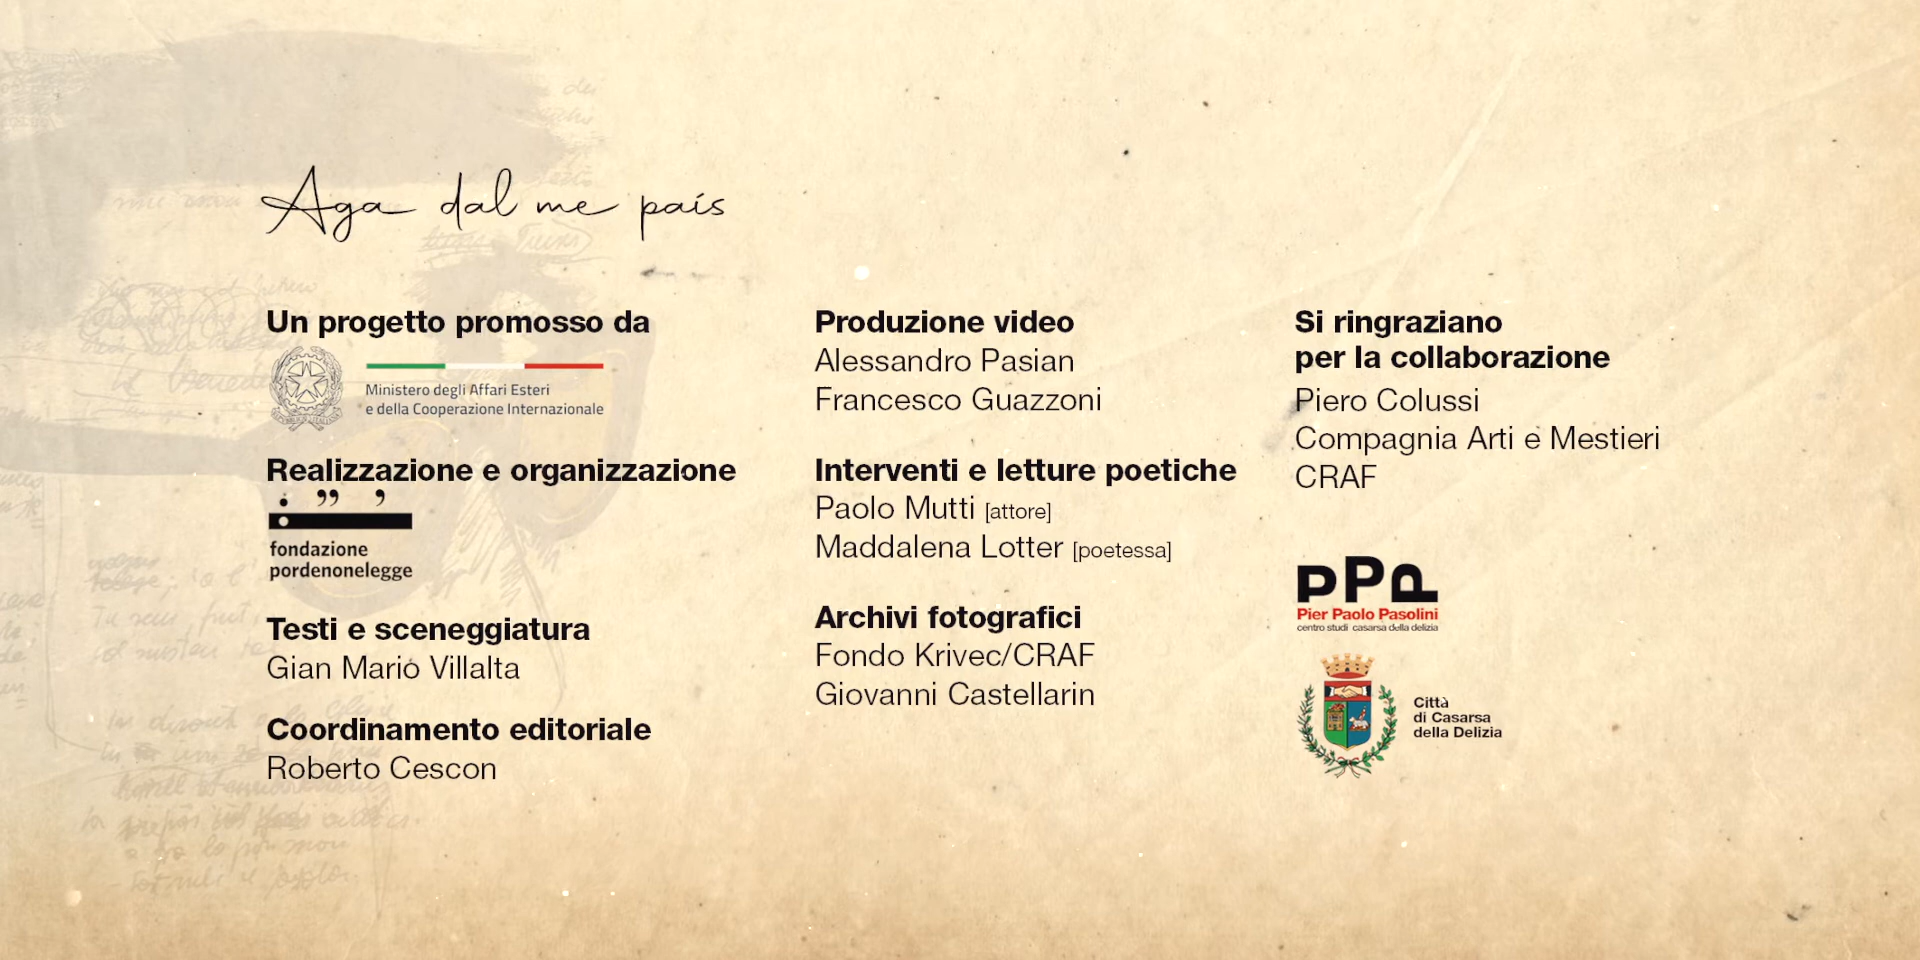 Aga dal me país
Un progetto promosso da
Ministero degli Affari Esteri
e della Cooperazione Internazionale
Realizzazione e organizzazione
fondazione
pordenonelegge
Testi e sceneggiatura
Gian Mario Villalta
Coordinamento editoriale
Roberto Cescon
Produzione video
Alessandro Pasian
Francesco Guazzoni
Interventi e letture poetiche
Paolo Mutti [attore]
Maddalena Lotter [poetessa]
Archivi fotografici
Fondo Krivec/CRAF
Giovanni Castellarin
Si ringraziano
per la collaborazione
Piero Colussi
Compagnia Arti e Mestieri
CRAF
PPP
Pier Paolo Pasolini
centro studi casarsa della delizia
Città
di Casarsa
della Delizia